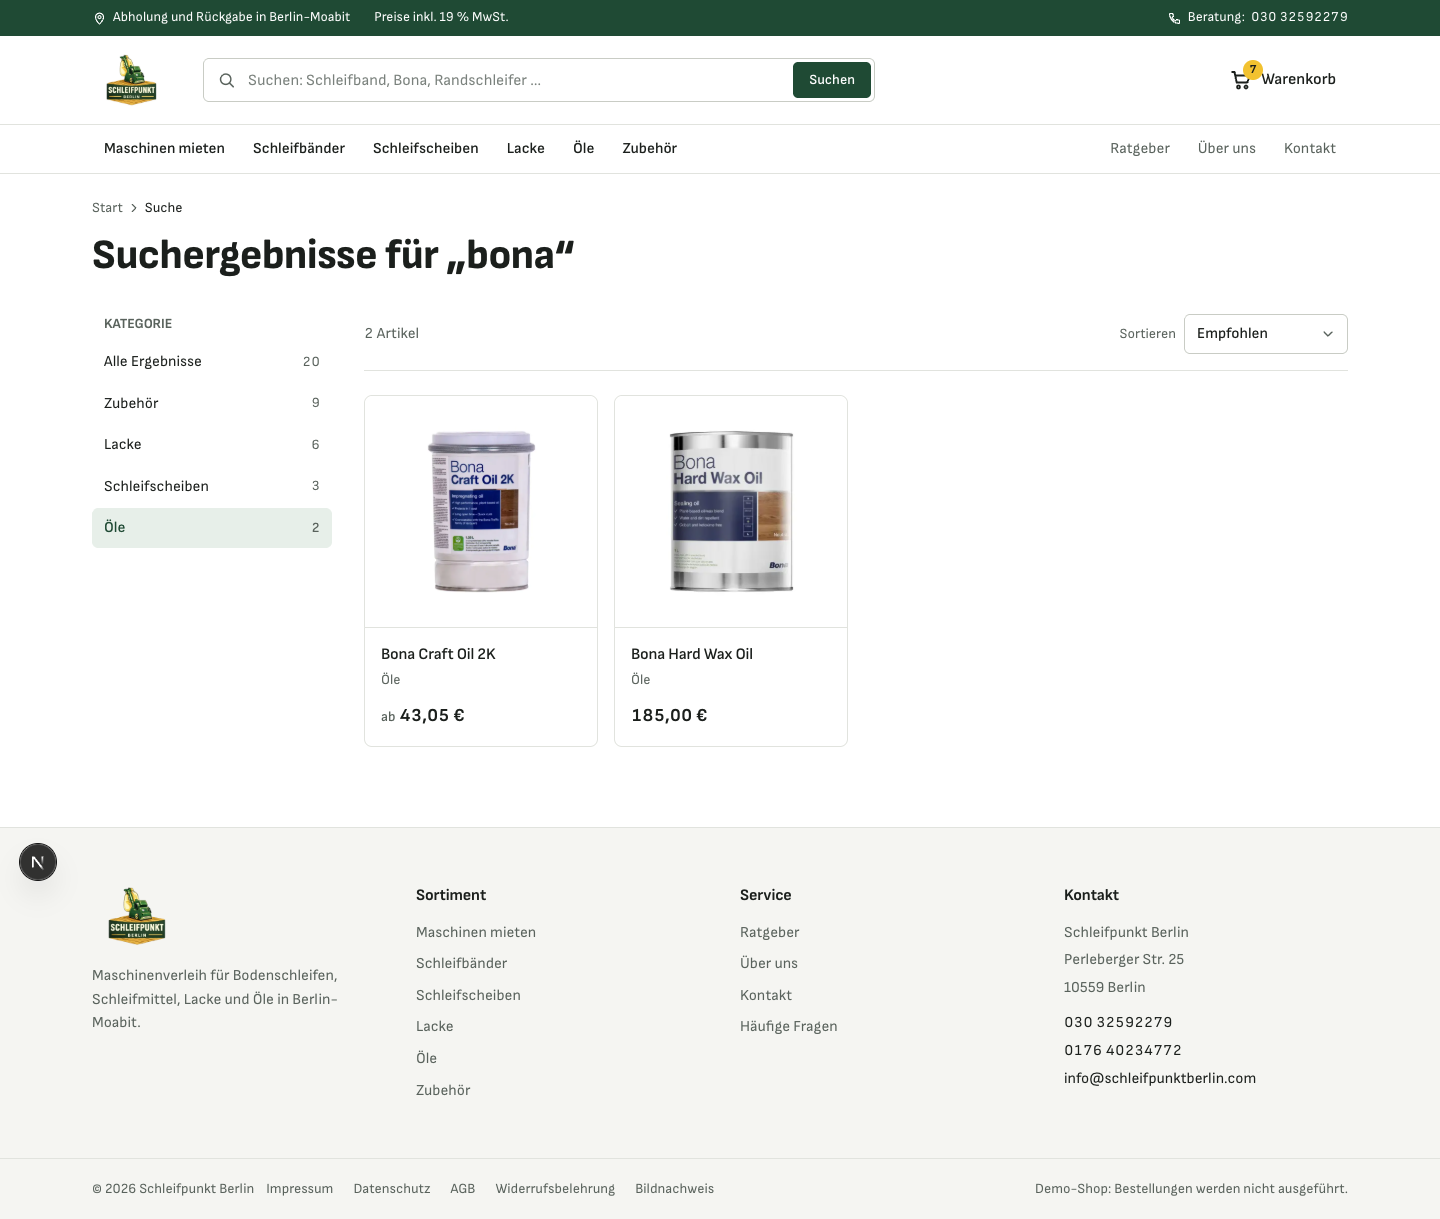 Abholung und Rückgabe in Berlin-Moabit
Preise inkl. 19 % MwSt.
Beratung: 030 32592279
SCHLEIFPUNKT
BERLIN
Suchen: Schleifband, Bona, Randschleifer ...
Suchen
7
Warenkorb
Maschinen mieten
Schleifbänder
Schleifscheiben
Lacke
Öle
Zubehör
Ratgeber
Über uns
Kontakt
Start
Suche
Suchergebnisse für „bona“
KATEGORIE
Alle Ergebnisse 20
Zubehör 9
Lacke 6
Schleifscheiben 3
Öle 2
2 Artikel
Sortieren
Empfohlen
Bona
Craft Oil 2K
Impregnating oil
Bona
Bona
Hard Wax Oil
Bona
Bona Craft Oil 2K
Öle
ab 43,05 €
Bona Hard Wax Oil
Öle
185,00 €
N
SCHLEIFPUNKT
BERLIN
Maschinenverleih für Bodenschleifen,
Schleifmittel, Lacke und Öle in Berlin-
Moabit.
Sortiment
Maschinen mieten
Schleifbänder
Schleifscheiben
Lacke
Öle
Zubehör
Service
Ratgeber
Über uns
Kontakt
Häufige Fragen
Kontakt
Schleifpunkt Berlin
Perleberger Str. 25
10559 Berlin
030 32592279
0176 40234772
info@schleifpunktberlin.com
© 2026 Schleifpunkt Berlin
Impressum
Datenschutz
AGB
Widerrufsbelehrung
Bildnachweis
Demo-Shop: Bestellungen werden nicht ausgeführt.